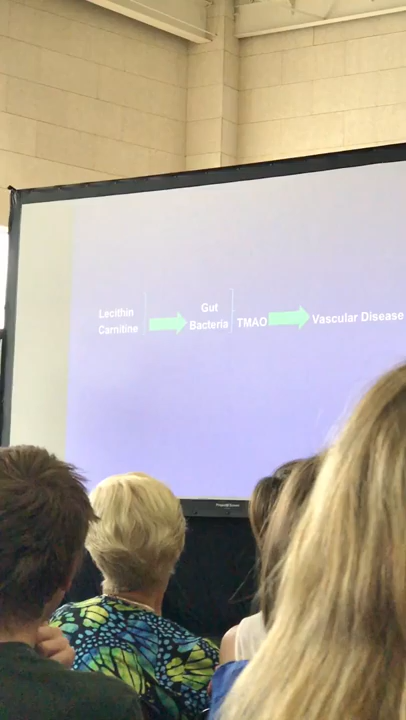 Lecithin
Carnitine
Gut
Bacteria
TMAO
Vascular Disease